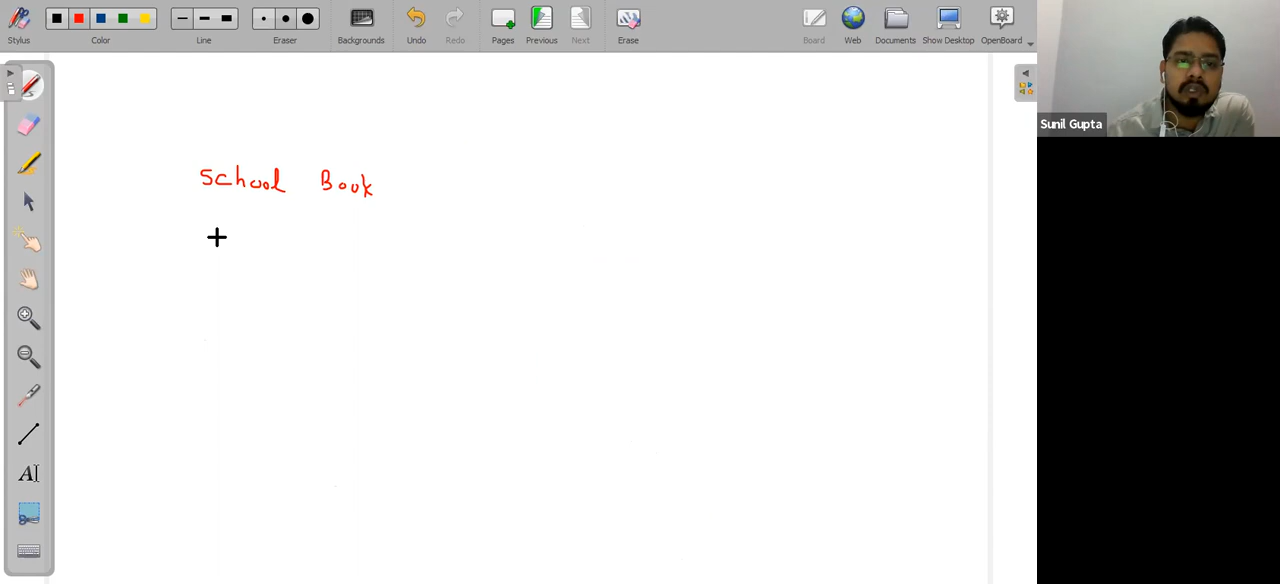 Stylus Color Line Eraser Backgrounds Undo Redo Pages Previous Next Erase Board Web Documents Show Desktop OpenBoard
Sunil Gupta
School Book